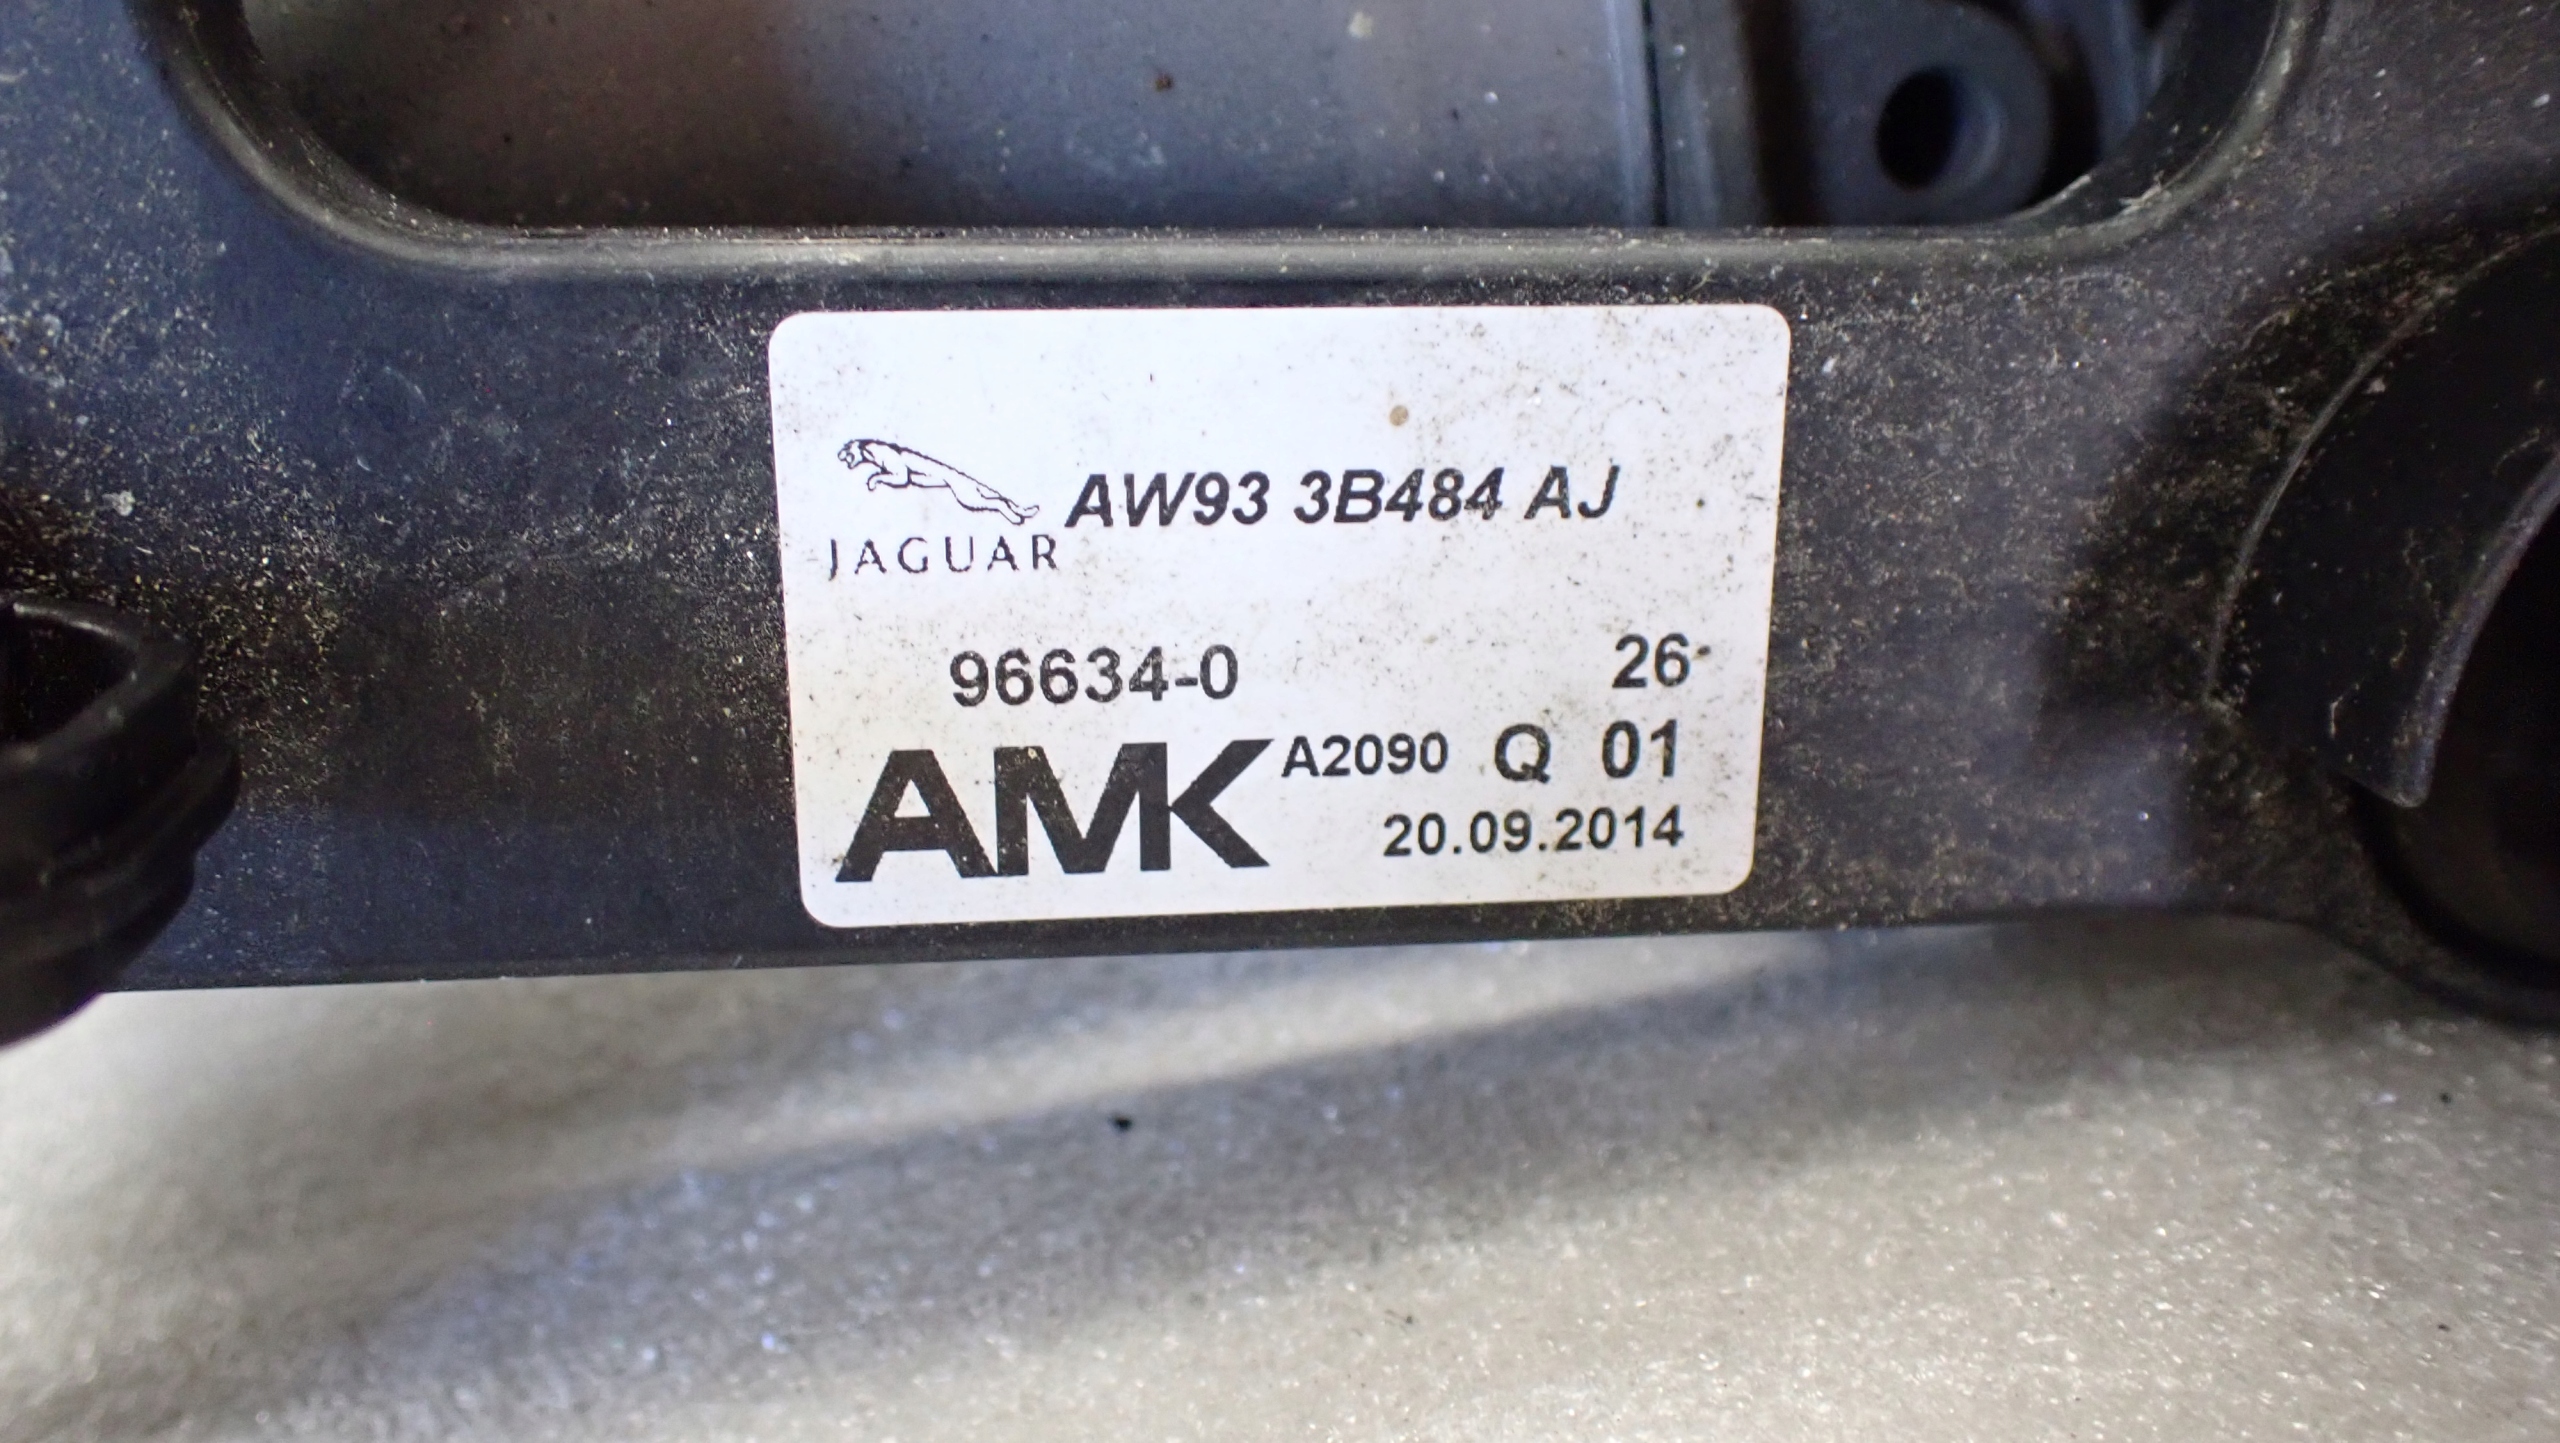 AW93 3B484 AJ
JAGUAR
96634-0 26
AMK A2090 Q 01
20.09.2014